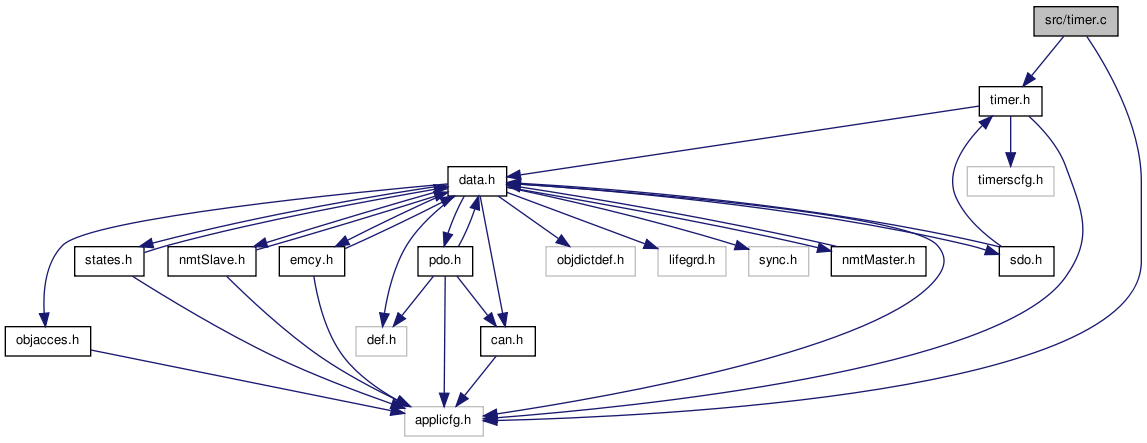 src/timer.c
timer.h
data.h
timerscfg.h
states.h
nmtSlave.h
emcy.h
pdo.h
objdictdef.h
lifegrd.h
sync.h
nmtMaster.h
sdo.h
objacces.h
def.h
can.h
applicfg.h